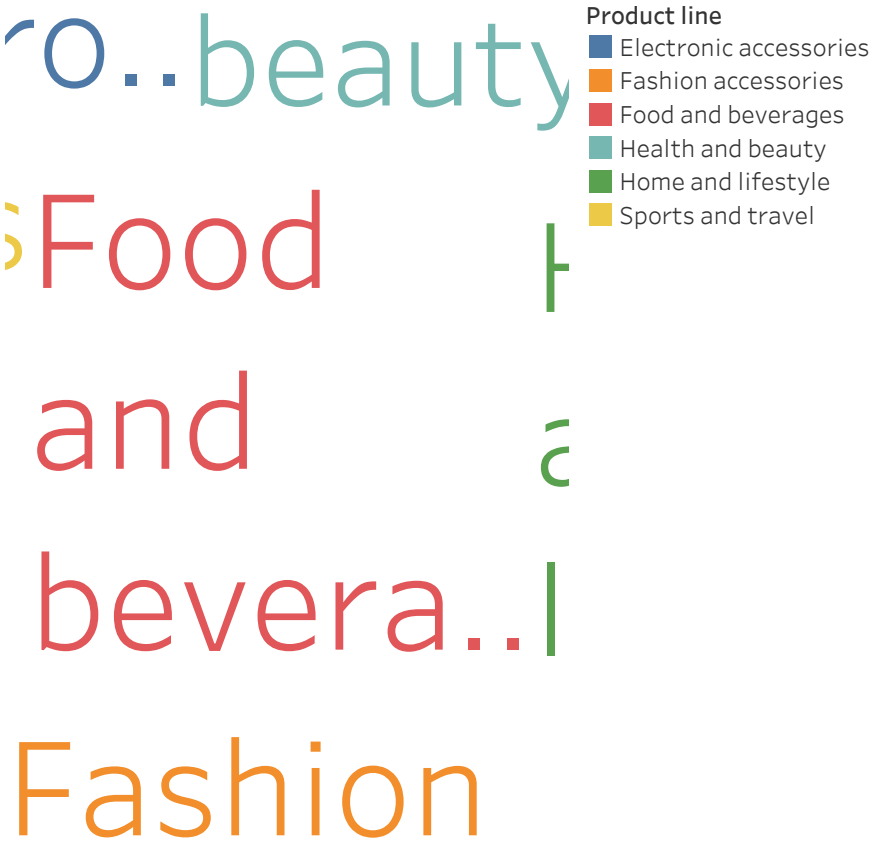 ro..
beauty
s
Food
H
and
a
bevera..
l
Fashion
Product line
Electronic accessories
Fashion accessories
Food and beverages
Health and beauty
Home and lifestyle
Sports and travel